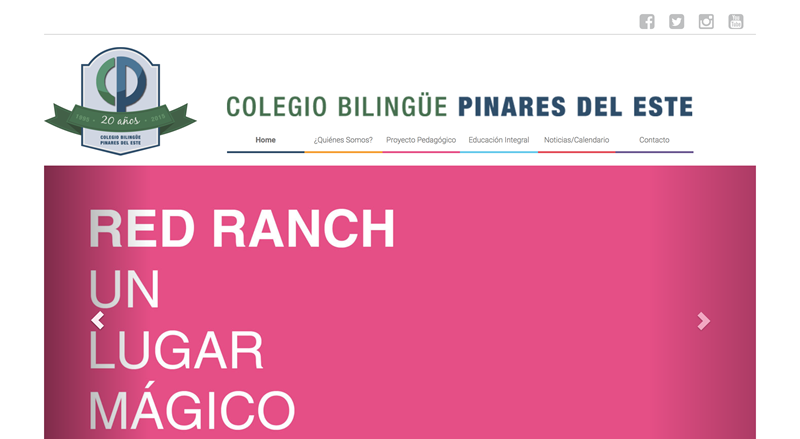 You Tube
1995 - 20 años - 2015
COLEGIO BILINGÜE
PINARES DEL ESTE
COLEGIO BILINGÜE PINARES DEL ESTE
Home ¿Quiénes Somos? Proyecto Pedagógico Educación Integral Noticias/Calendario Contacto
RED RANCH
UN
LUGAR
MÁGICO